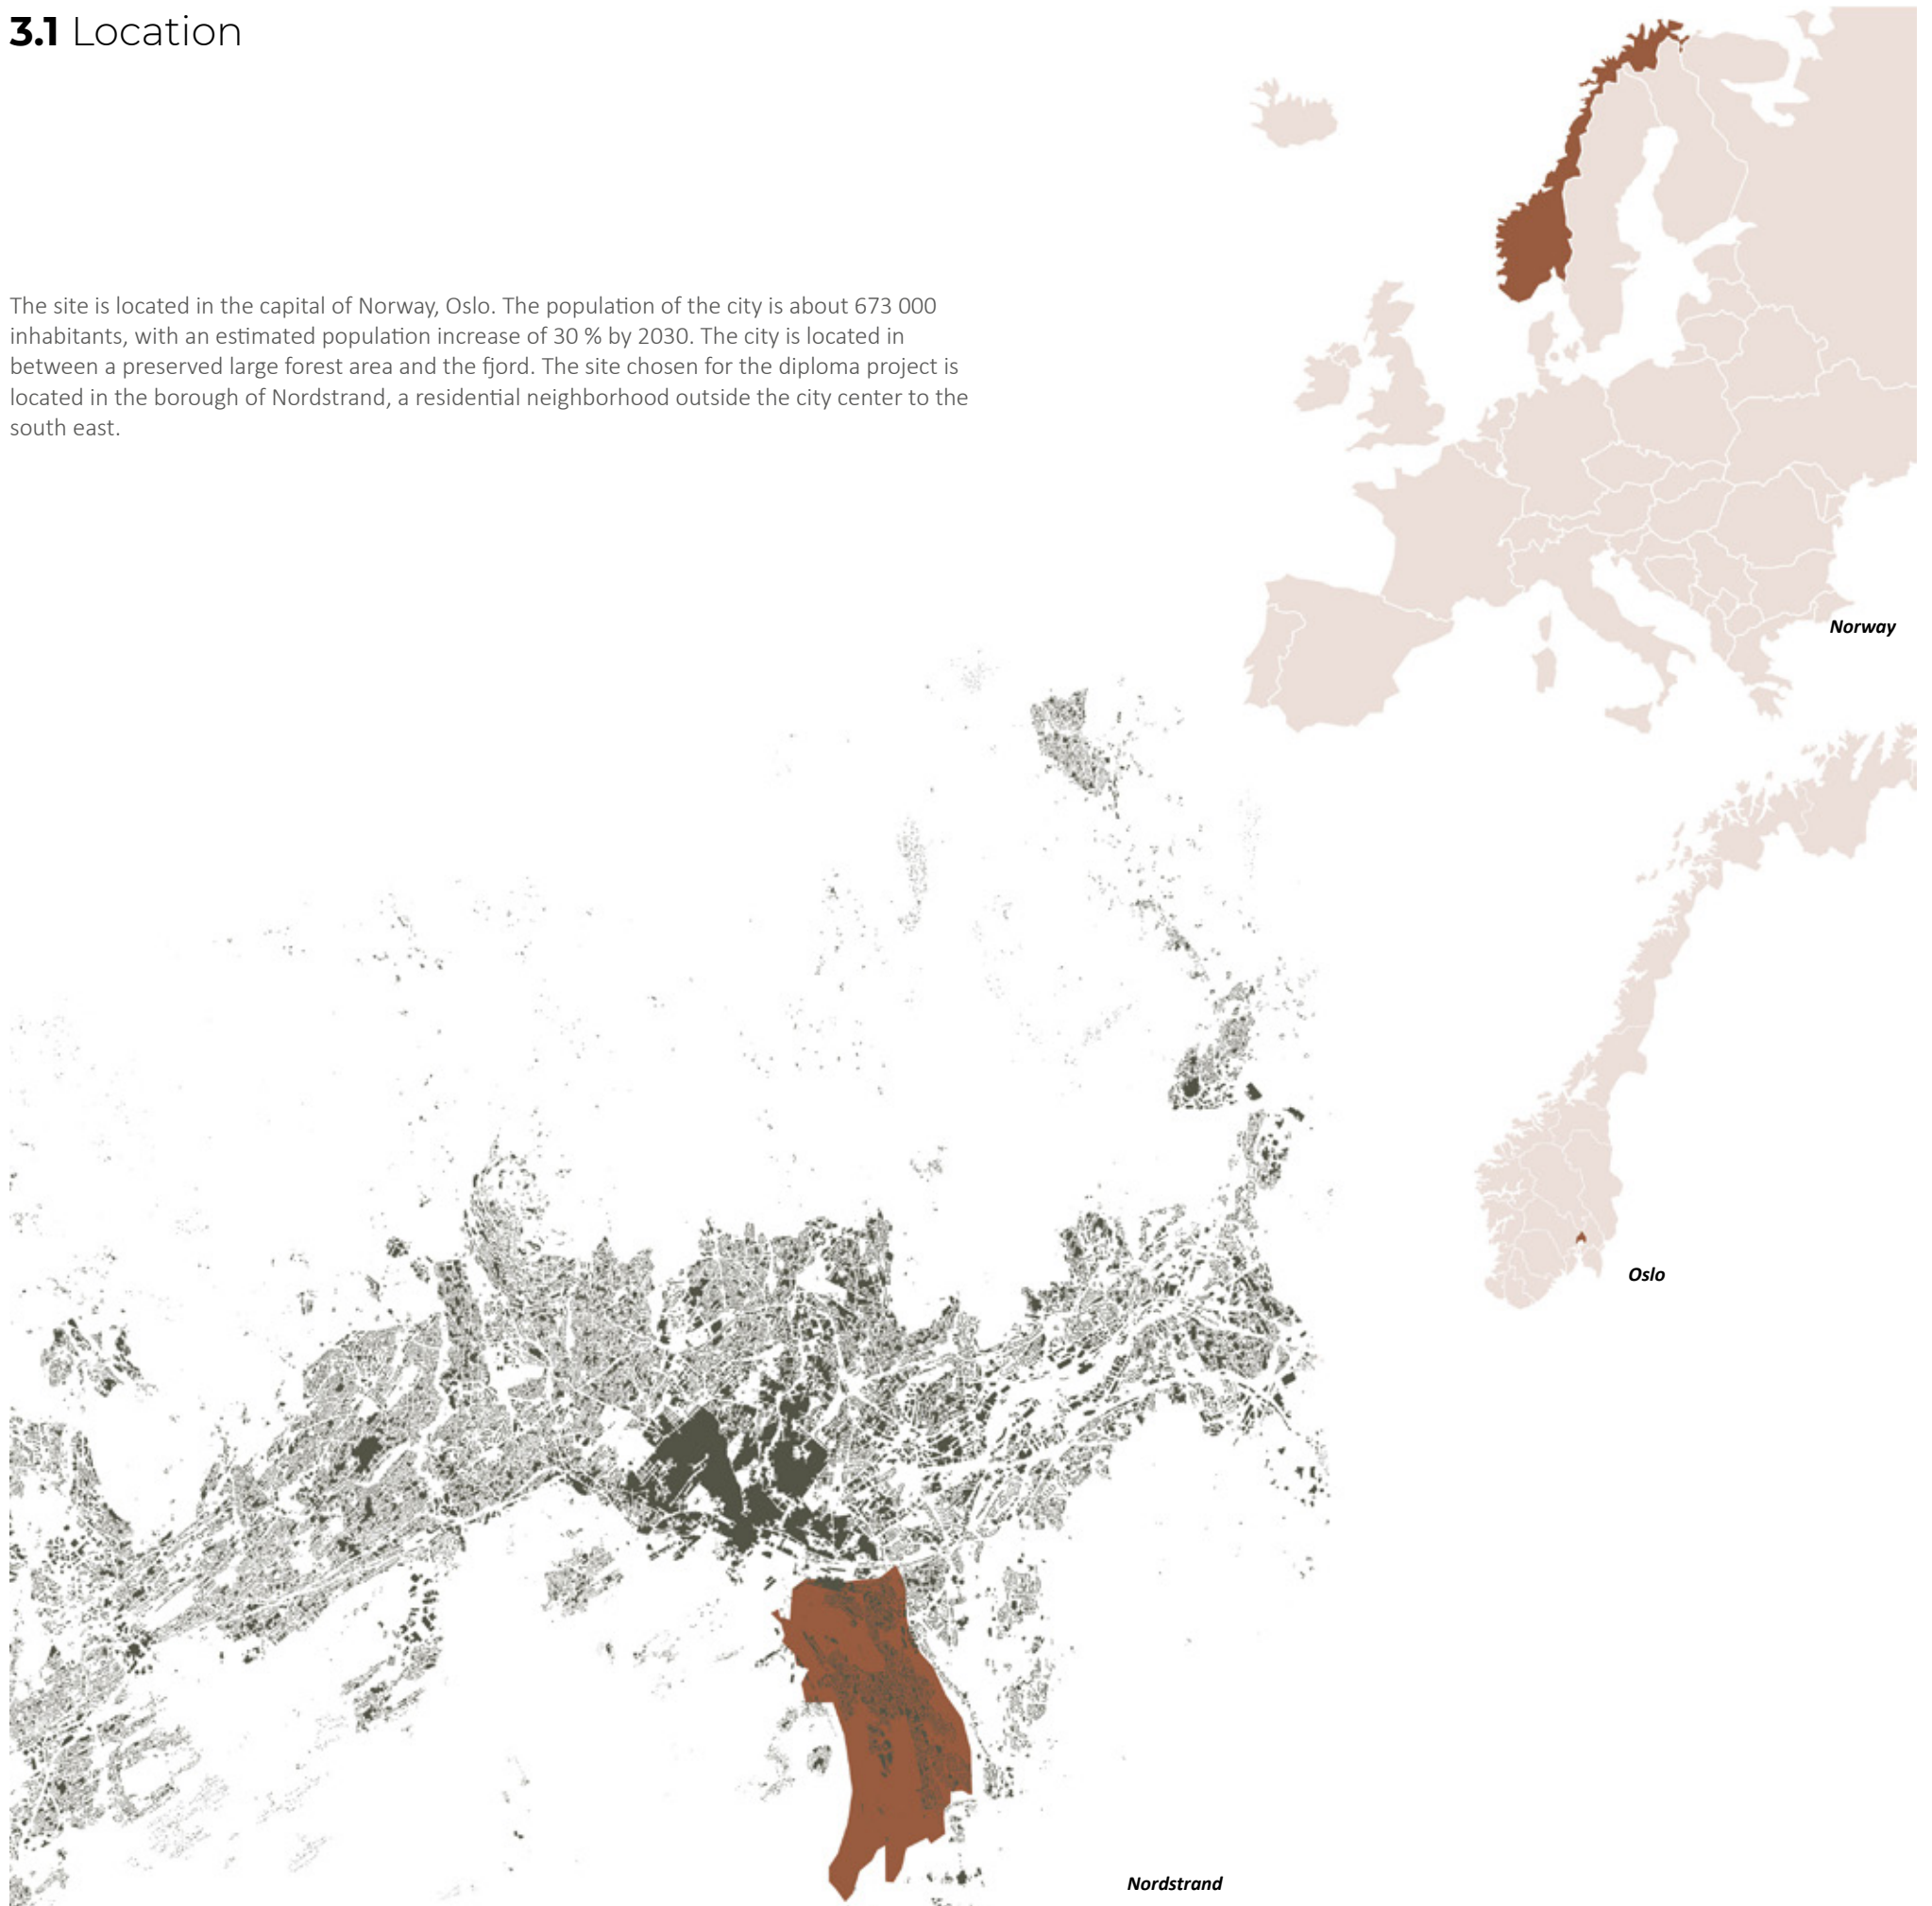 3.1 Location
The site is located in the capital of Norway, Oslo. The population of the city is about 673 000
inhabitants, with an estimated population increase of 30 % by 2030. The city is located in
between a preserved large forest area and the fjord. The site chosen for the diploma project is
located in the borough of Nordstrand, a residential neighborhood outside the city center to the
south east.
Norway
Oslo
Nordstrand